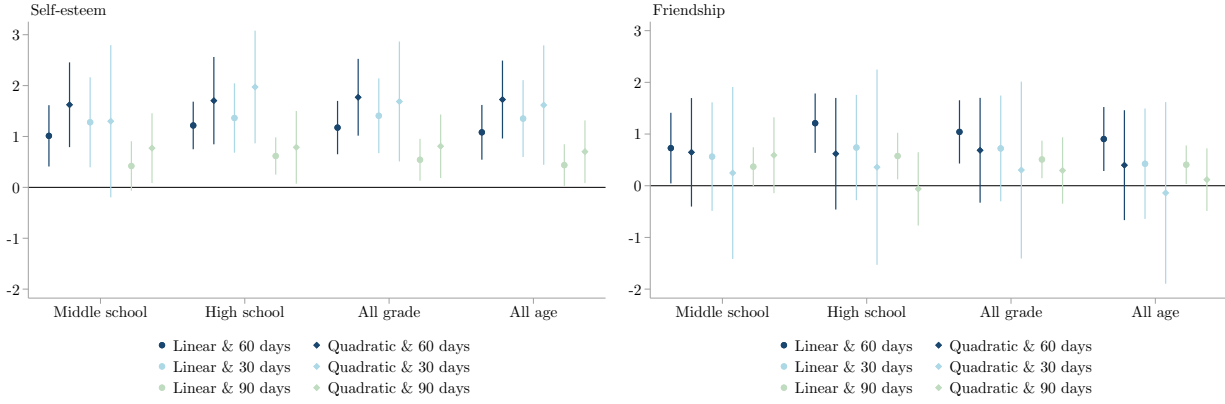 Self-esteem
3
2
1
0
-1
-2
Middle school High school All grade All age
Linear & 60 days Quadratic & 60 days
Linear & 30 days Quadratic & 30 days
Linear & 90 days Quadratic & 90 days
Friendship
3
2
1
0
-1
-2
Middle school High school All grade All age
Linear & 60 days Quadratic & 60 days
Linear & 30 days Quadratic & 30 days
Linear & 90 days Quadratic & 90 days